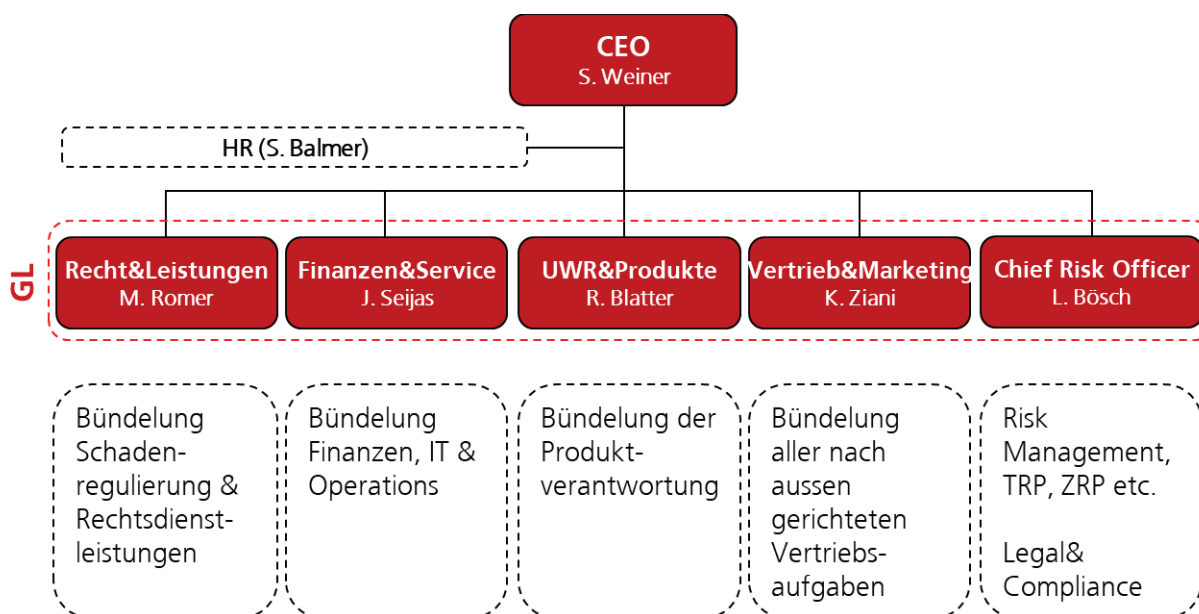 CEO
S. Weiner
HR (S. Balmer)
GL
Recht&Leistungen
M. Romer
Finanzen&Service
J. Seijas
UWR&Produkte
R. Blatter
Vertrieb&Marketing
K. Ziani
Chief Risk Officer
L. Bösch
Bündelung
Schaden-
regulierung &
Rechtsdienst-
leistungen
Bündelung
Finanzen, IT &
Operations
Bündelung der
Produkt-
verantwortung
Bündelung
aller nach
aussen
gerichteten
Vertriebs-
aufgaben
Risk
Management,
TRP, ZRP etc.
Legal&
Compliance